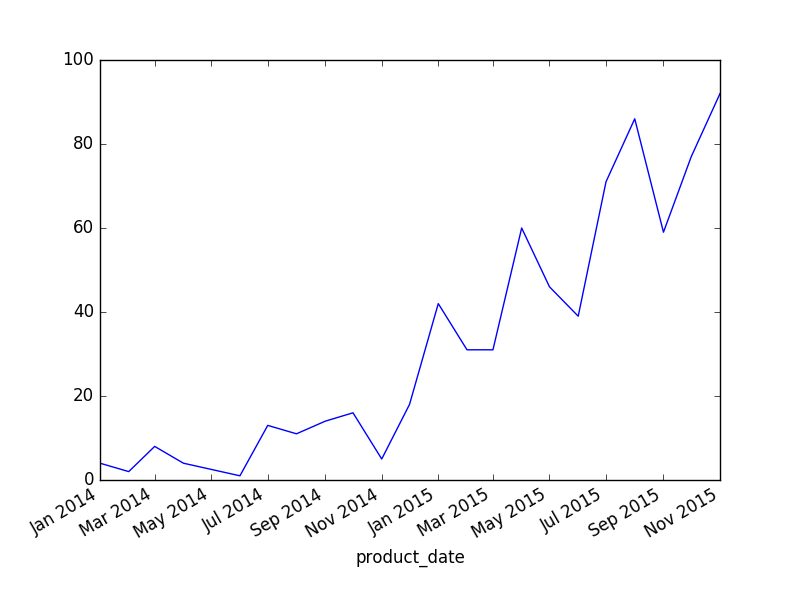 100
80
60
40
20
0
Jan 2014
Mar 2014
May 2014
Jul 2014
Sep 2014
Nov 2014
Jan 2015
Mar 2015
May 2015
Jul 2015
Sep 2015
Nov 2015
product_date